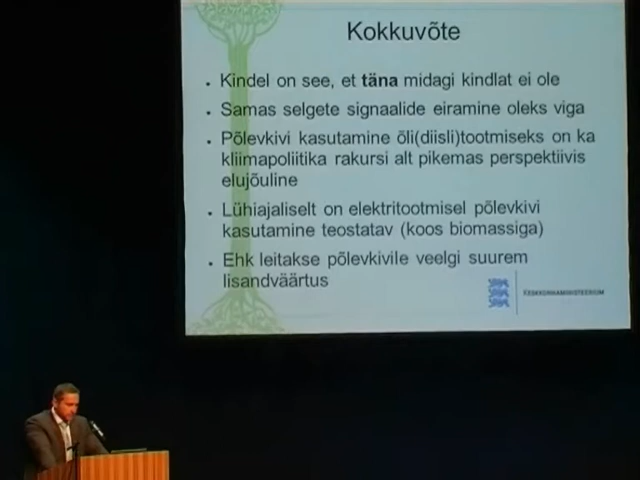 Kokkuvõte
Kindel on see, et täna midagi kindlat ei ole
Samas selgete signaalide eiramine oleks viga
Põlevkivi kasutamine õli(diisli)tootmiseks on ka
kliimapoliitika rakursi alt pikemas perspektiivis
elujõuline
Lühiajaliselt on elektritootmisel põlevkivi
kasutamine teostatav (koos biomassiga)
Ehk leitakse põlevkivile veelgi suurem
lisandväärtus
KESKKONNAMINISTEERIUM